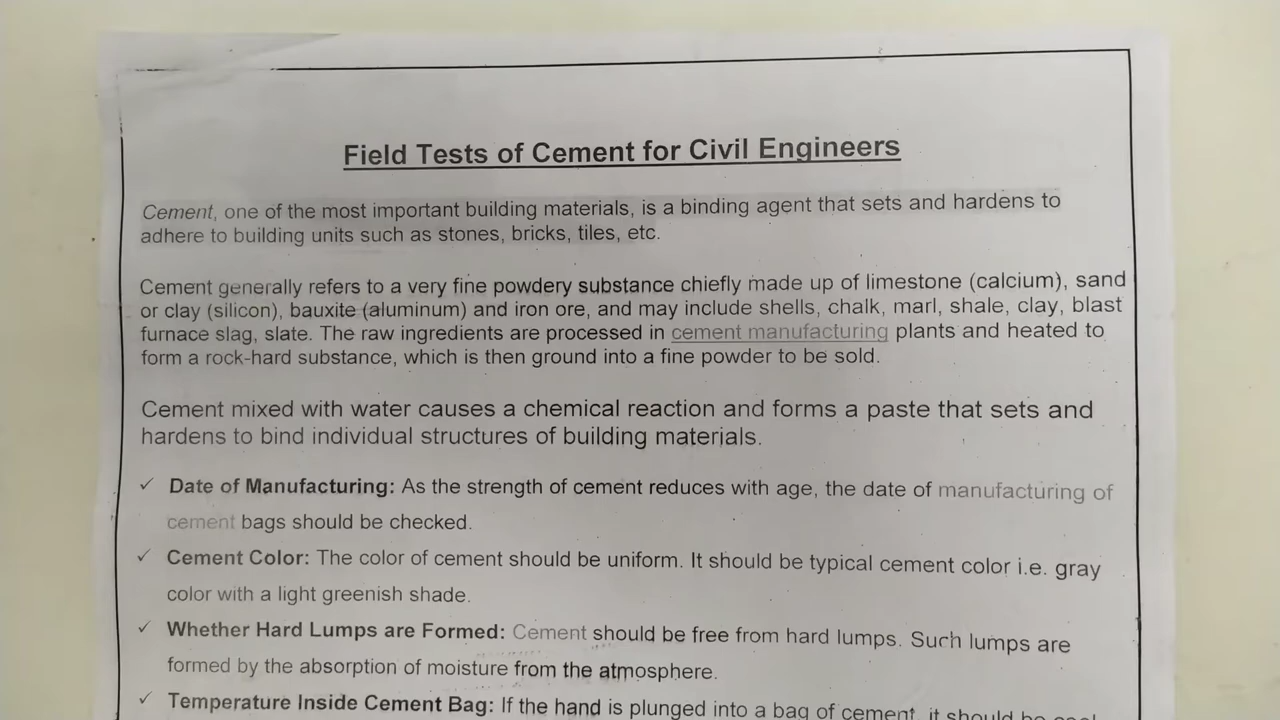 Field Tests of Cement for Civil Engineers
Cement, one of the most important building materials, is a binding agent that sets and hardens to
adhere to building units such as stones, bricks, tiles, etc.
Cement generally refers to a very fine powdery substance chiefly made up of limestone (calcium), sand
or clay (silicon), bauxite (aluminum) and iron ore, and may include shells, chalk, marl, shale, clay, blast
furnace slag, slate. The raw ingredients are processed in cement manufacturing plants and heated to
form a rock-hard substance, which is then ground into a fine powder to be sold.
Cement mixed with water causes a chemical reaction and forms a paste that sets and
hardens to bind individual structures of building materials.
✓ Date of Manufacturing: As the strength of cement reduces with age, the date of manufacturing of
cement bags should be checked.
✓ Cement Color: The color of cement should be uniform. It should be typical cement color i.e. gray
color with a light greenish shade.
✓ Whether Hard Lumps are Formed: Cement should be free from hard lumps. Such lumps are
formed by the absorption of moisture from the atmosphere.
✓ Temperature Inside Cement Bag: If the hand is plunged into a bag of cement, it should be cool